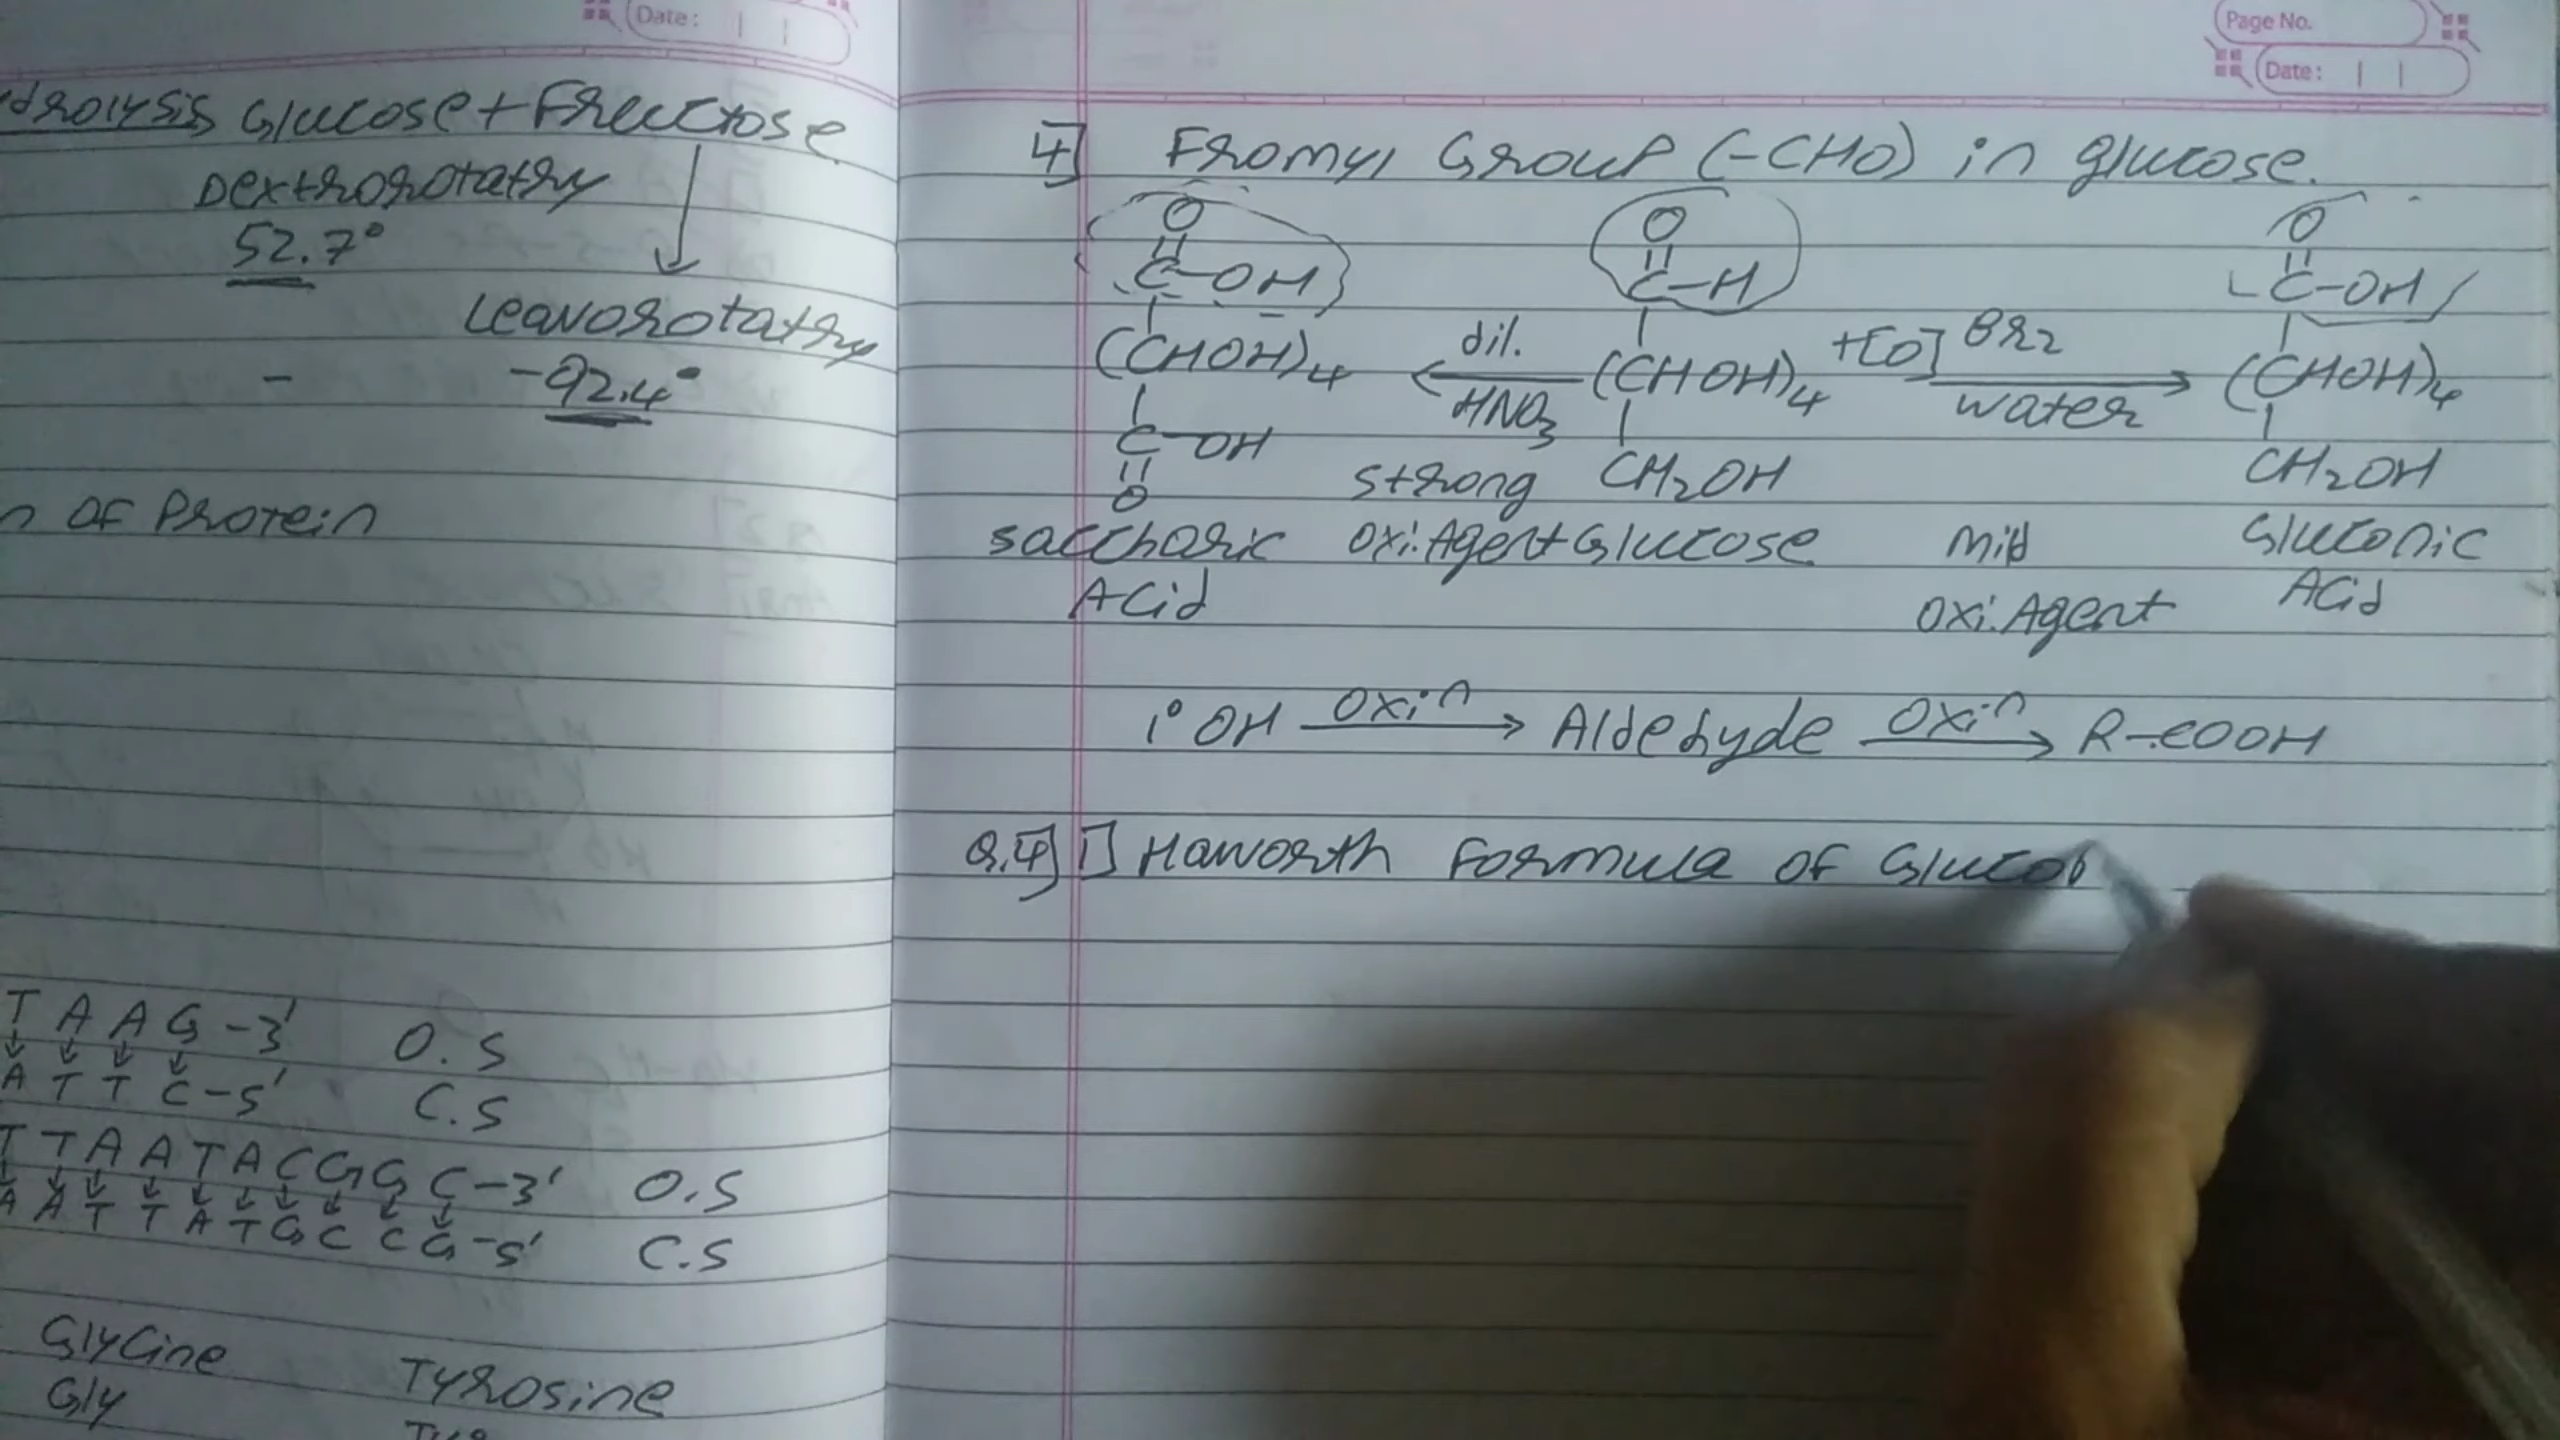 Date:
drolysis Glucose + Fructose
Dextrorotatry
52.7°
Leavorotatry
- -92.4°
n OF Protein
T A A G - 3' O.S
A T T C - 5' C.S
T T A A T A C G G C - 3' O.S
A A T T A T G C C G - 5' C.S
Glycine Tyrosine
Gly
Page No.
Date:
4] Fromyl Group (-CHO) in glucose.
O O O
|| || ||
C-OH C-H C-OH
| | |
(CHOH)4 dil. HNO3 (CHOH)4 +[O] Br2 water (CHOH)4
| | |
C-OH strong CH2OH CH2OH
||
O
saccharic Oxi.Agent Glucose Mild Gluconic
Acid Oxi.Agent Acid
1° OH Oxiⁿ → Aldehyde Oxiⁿ → R-COOH
Q.4] 1] Haworth Formula of Gluco